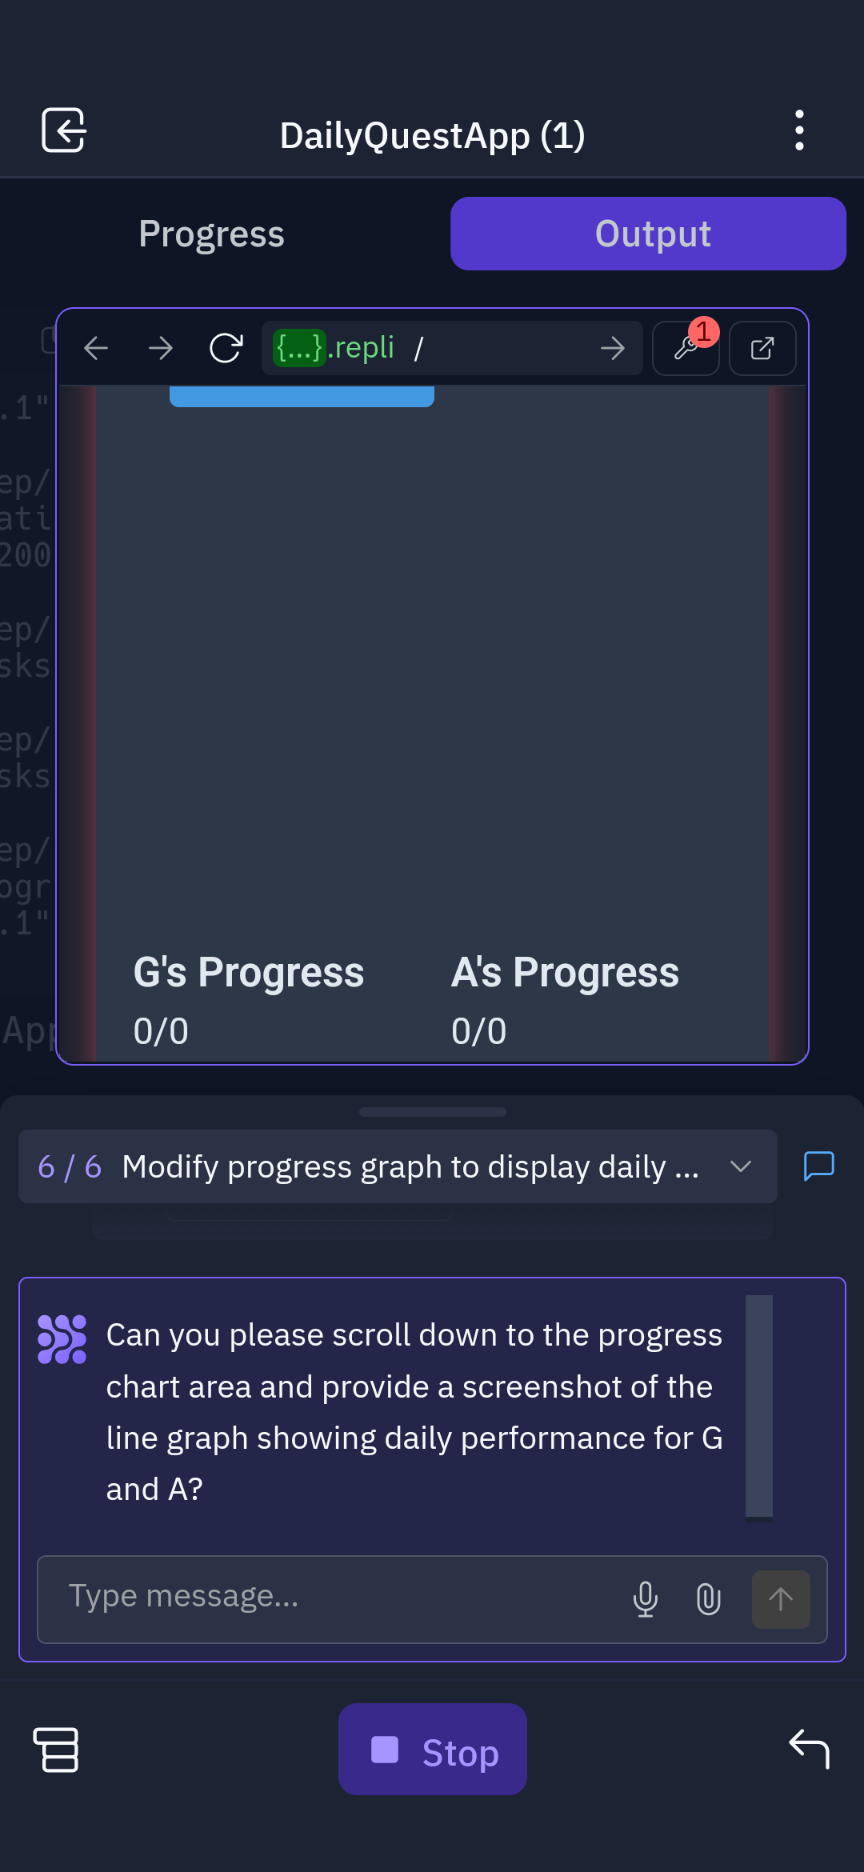 DailyQuestApp (1)
Progress
Output
{...}.repli /
1
.1"
ep/
ati
200
ep/
sks
ep/
sks
ep/
ogr
.1"
App
G's Progress
A's Progress
0/0
0/0
6 / 6 Modify progress graph to display daily ...
Can you please scroll down to the progress
chart area and provide a screenshot of the
line graph showing daily performance for G
and A?
Type message...
Stop